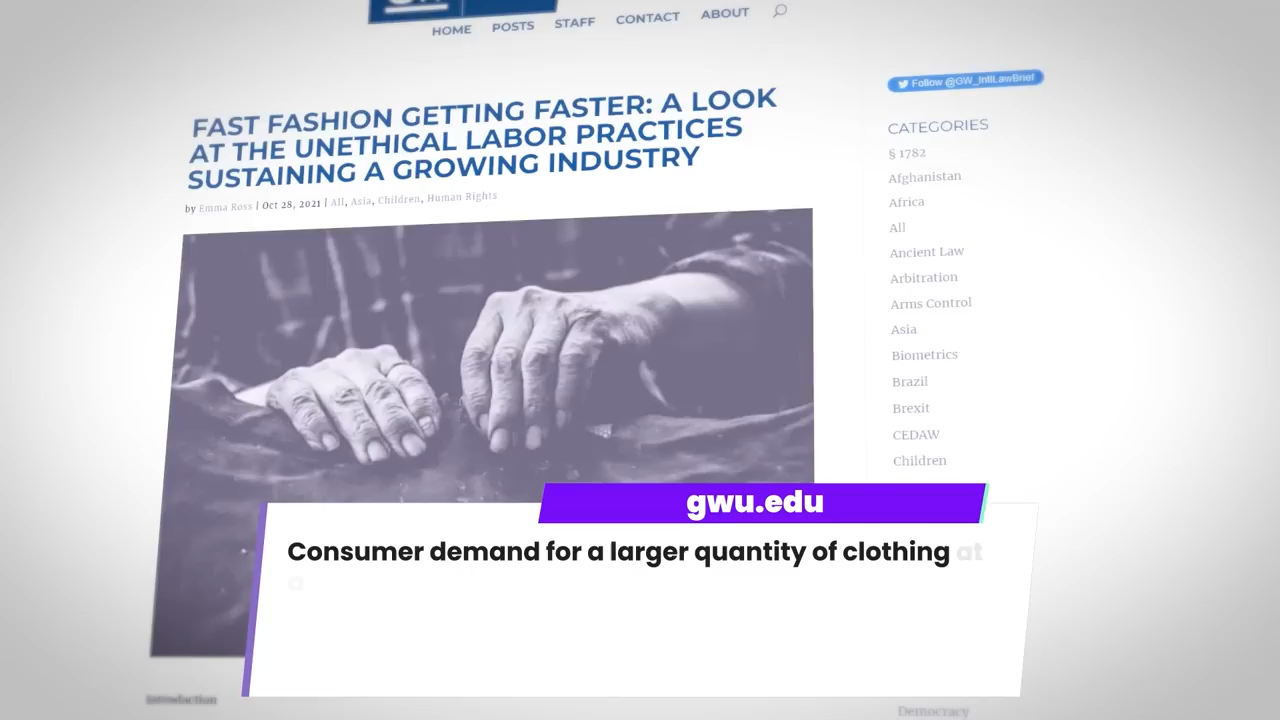 HOME POSTS STAFF CONTACT ABOUT
Follow @GW_IntlLawBrief
FAST FASHION GETTING FASTER: A LOOK
AT THE UNETHICAL LABOR PRACTICES
SUSTAINING A GROWING INDUSTRY
by Emma Ross | Oct 28, 2021 | All, Asia, Children, Human Rights
CATEGORIES
§ 1782
Afghanistan
Africa
All
Ancient Law
Arbitration
Arms Control
Asia
Biometrics
Brazil
Brexit
CEDAW
Children
gwu.edu
Consumer demand for a larger quantity of clothing at
a
Introduction
Democracy